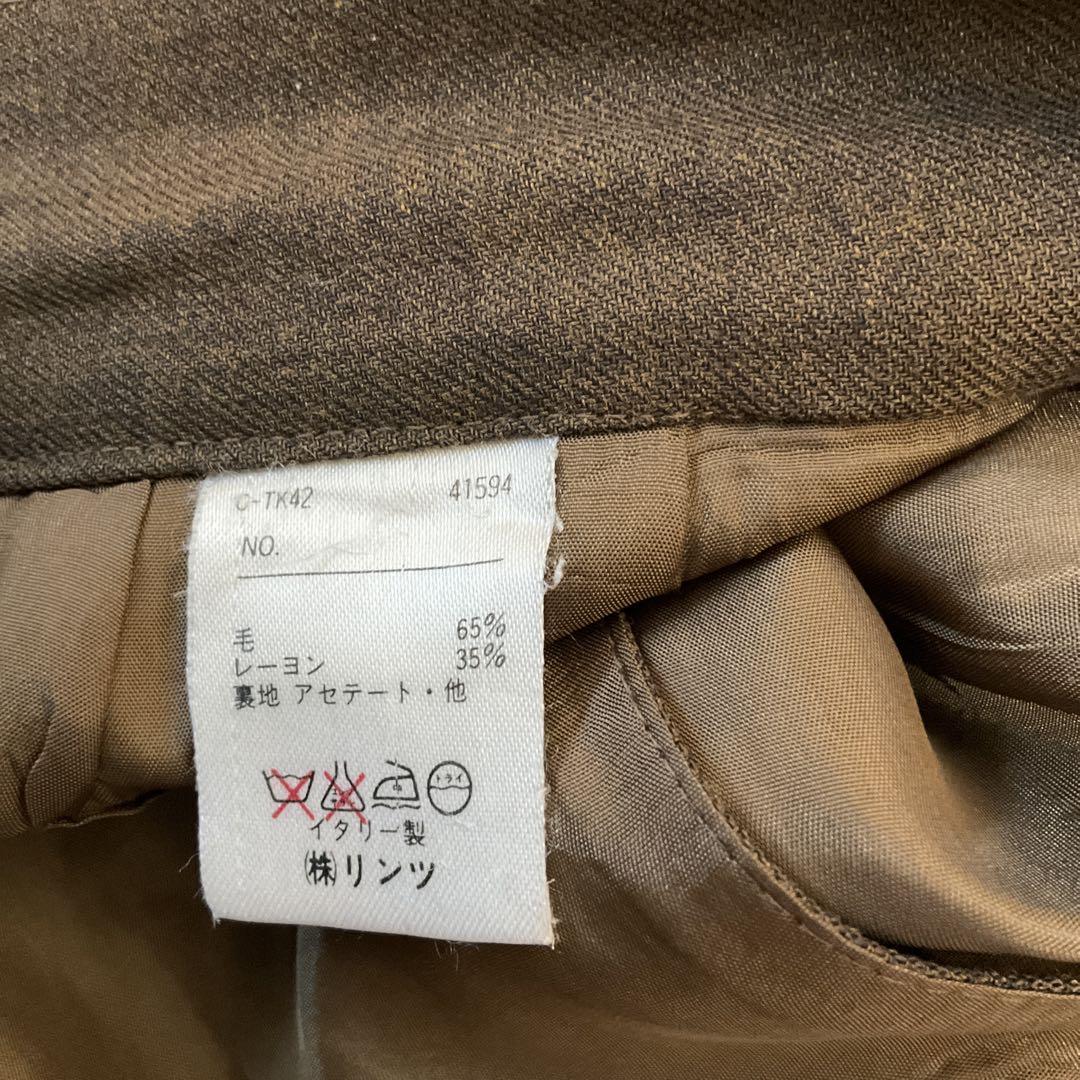 C-TK42 41594
NO.
毛 65%
レーヨン 35%
裏地 アセテート・他
ドライ
イタリー製
㈱リンツ